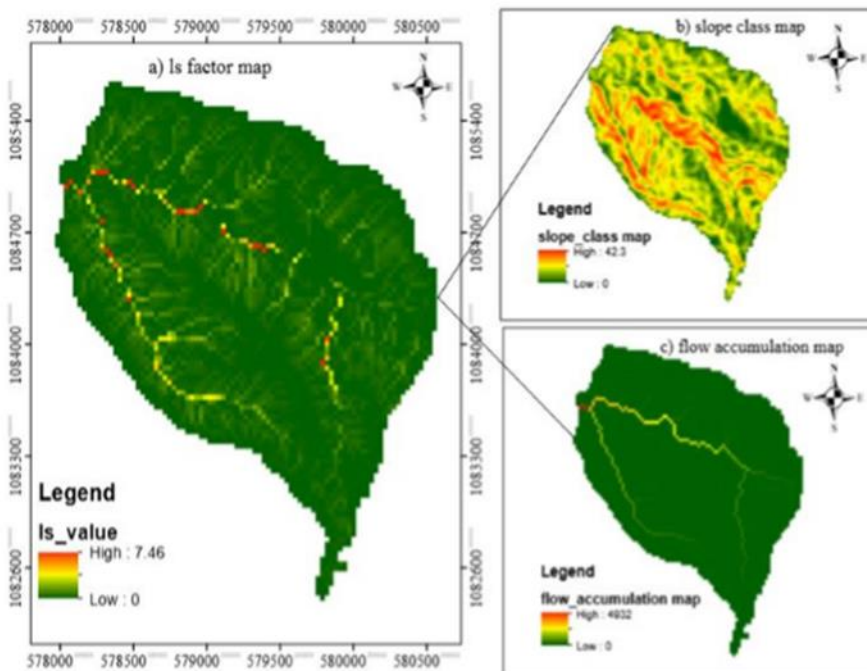 578000 578500 579000 579500 580000 580500
a) ls factor map
N
W E
S
1085400
1084700
1084000
1083300
1082600
1085400
1084700
1084000
1083300
1082600
Legend
ls_value
High : 7.46
Low : 0
578000 578500 579000 579500 580000 580500
b) slope class map
N
W E
S
Legend
slope_class map
High : 42.3
Low : 0
c) flow accumulation map
N
W E
S
Legend
flow_accumulation map
High : 4932
Low : 0